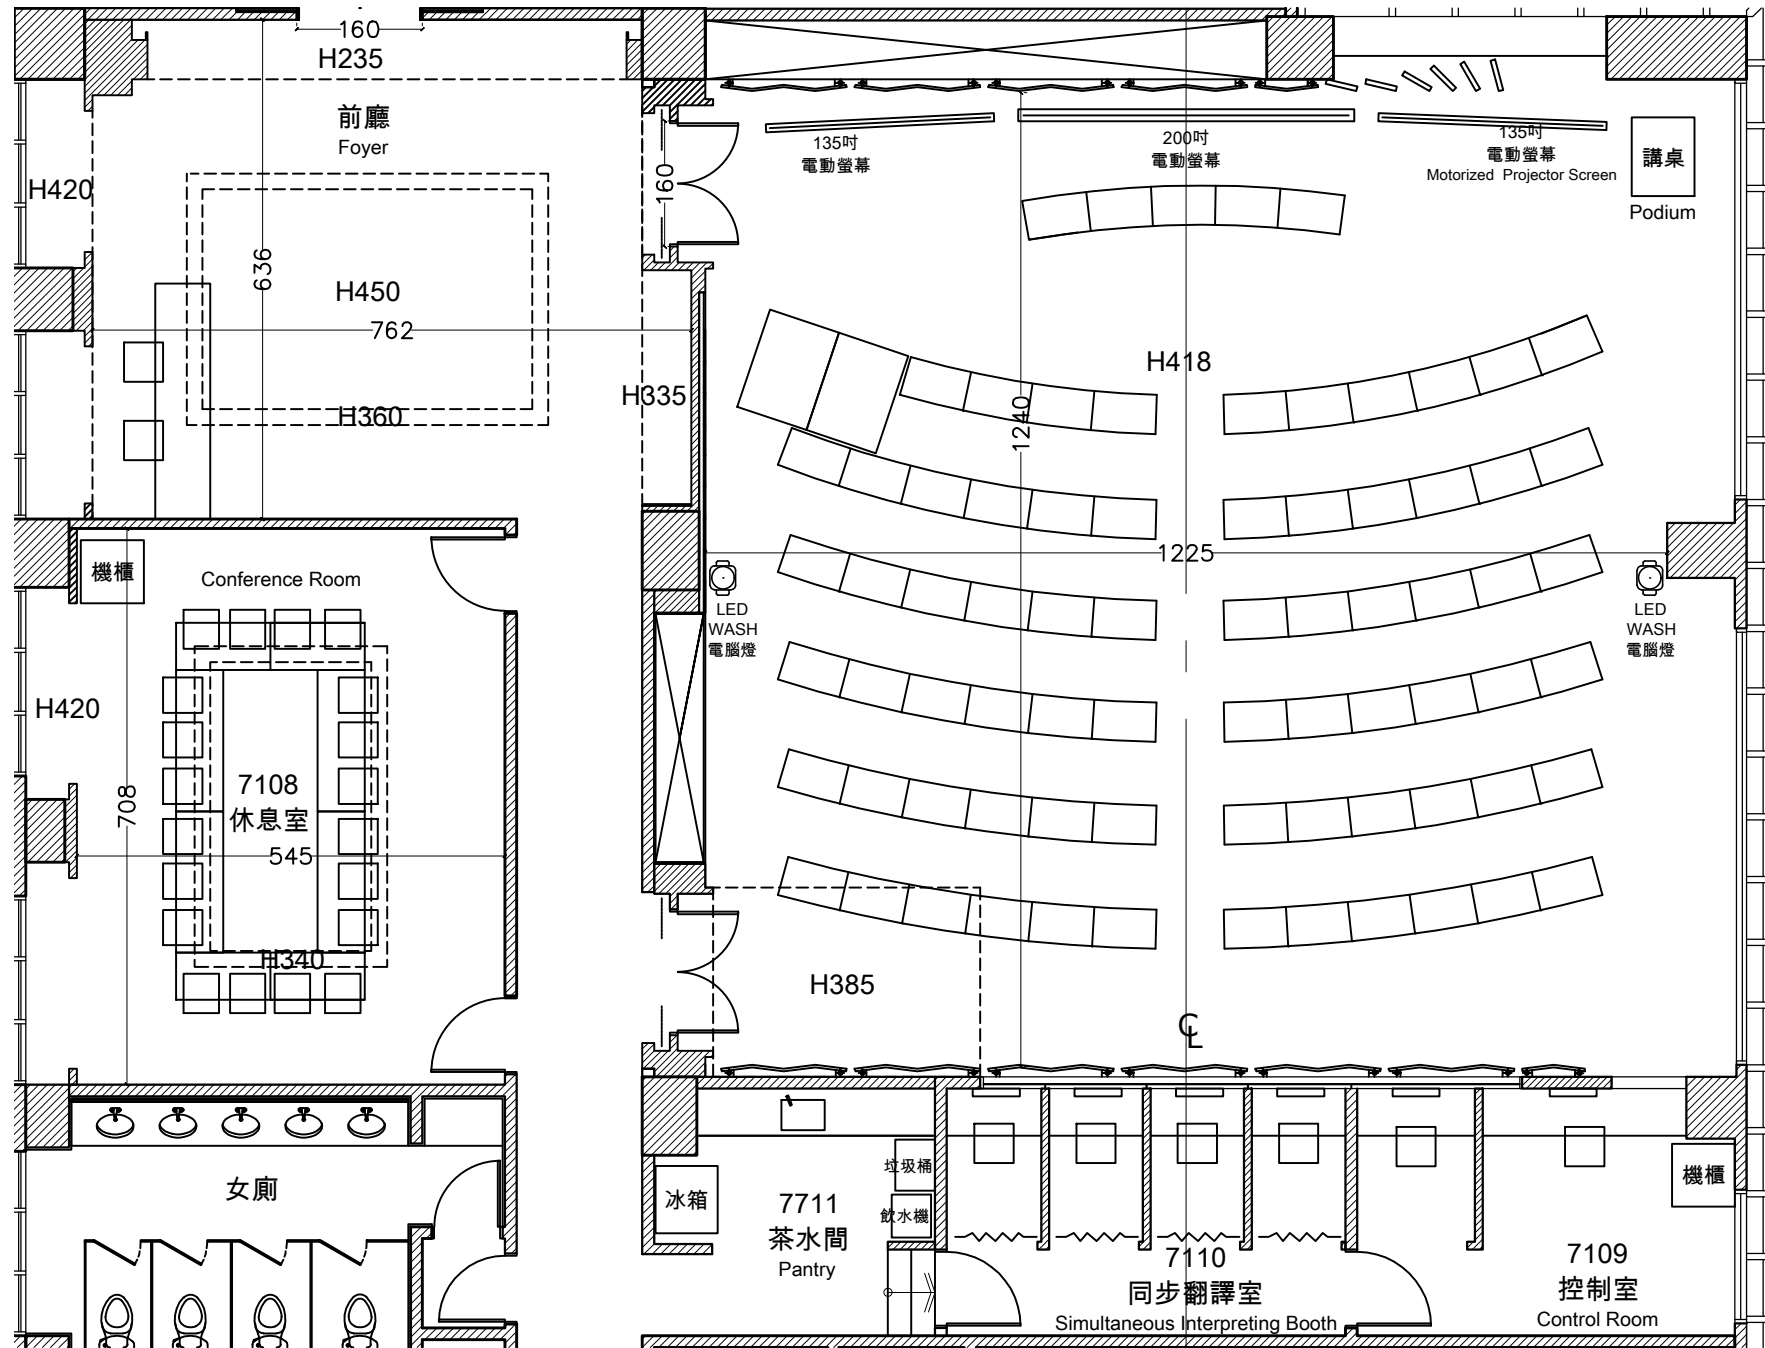 160
H235
前廳
Foyer
H420
636
H450
762
H360
H335
160
135吋
電動螢幕
200吋
電動螢幕
135吋
電動螢幕
Motorized Projector Screen
講桌
Podium
H418
1240
1225
LED
WASH
電腦燈
LED
WASH
電腦燈
機櫃
Conference Room
H420
708
7108
休息室
545
H340
H385
CL
女廁
冰箱
垃圾桶
飲水機
7711
茶水間
Pantry
7110
同步翻譯室
Simultaneous Interpreting Booth
機櫃
7109
控制室
Control Room